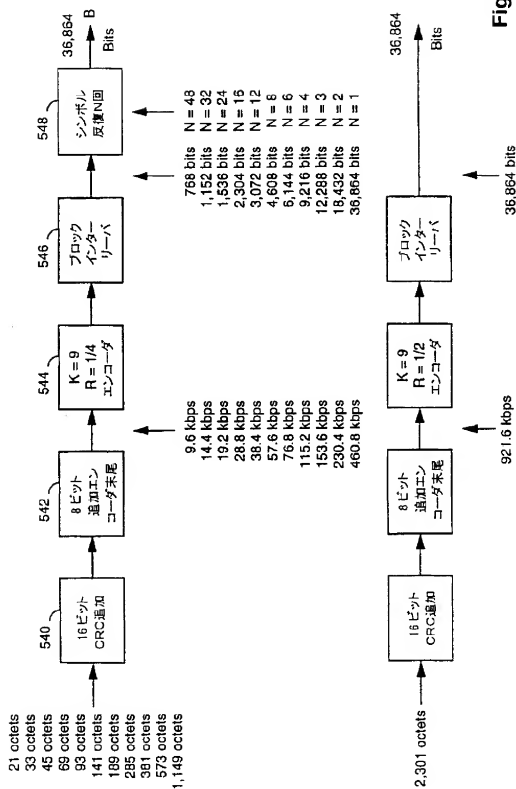 21 octets
33 octets
45 octets
69 octets
93 octets
141 octets
189 octets
285 octets
381 octets
573 octets
1,149 octets
540
16ビット
CRC追加
542
8ビット
追加エン
コーダ末尾
9.6 kbps
14.4 kbps
19.2 kbps
28.8 kbps
38.4 kbps
57.6 kbps
76.8 kbps
115.2 kbps
153.6 kbps
230.4 kbps
460.8 kbps
544
K = 9
R = 1/4
エンコーダ
546
ブロック
インター
リーバ
768 bits N = 48
1,152 bits N = 32
1,536 bits N = 24
2,304 bits N = 16
3,072 bits N = 12
4,608 bits N = 8
6,144 bits N = 6
9,216 bits N = 4
12,288 bits N = 3
18,432 bits N = 2
36,864 bits N = 1
548
シンボル
反復N回
36,864 B
Bits
2,301 octets
16ビット
CRC追加
8ビット
追加エン
コーダ末尾
921.6 kbps
K = 9
R = 1/2
エンコーダ
ブロック
インター
リーバ
36,864 bits
36,864
Bits
Fig